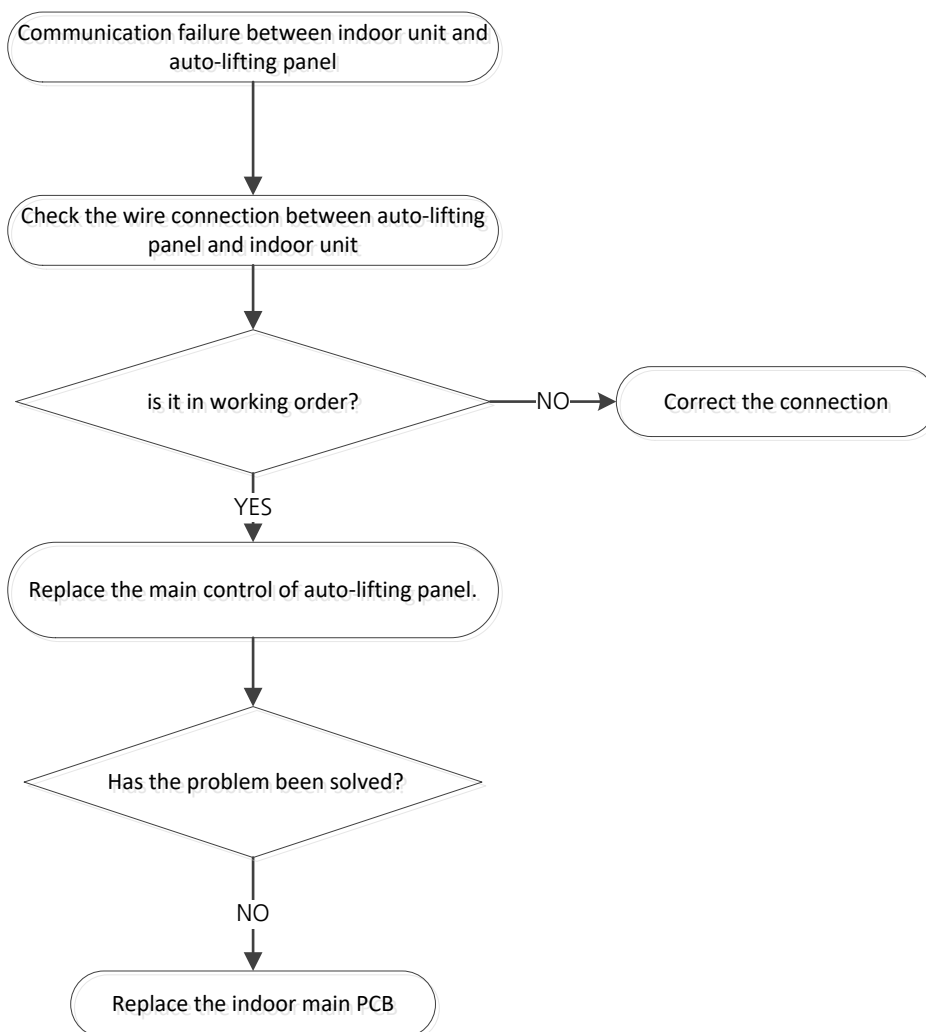 Communication failure between indoor unit and
auto-lifting panel
Check the wire connection between auto-lifting
panel and indoor unit
is it in working order?
NO
Correct the connection
YES
Replace the main control of auto-lifting panel.
Has the problem been solved?
NO
Replace the indoor main PCB